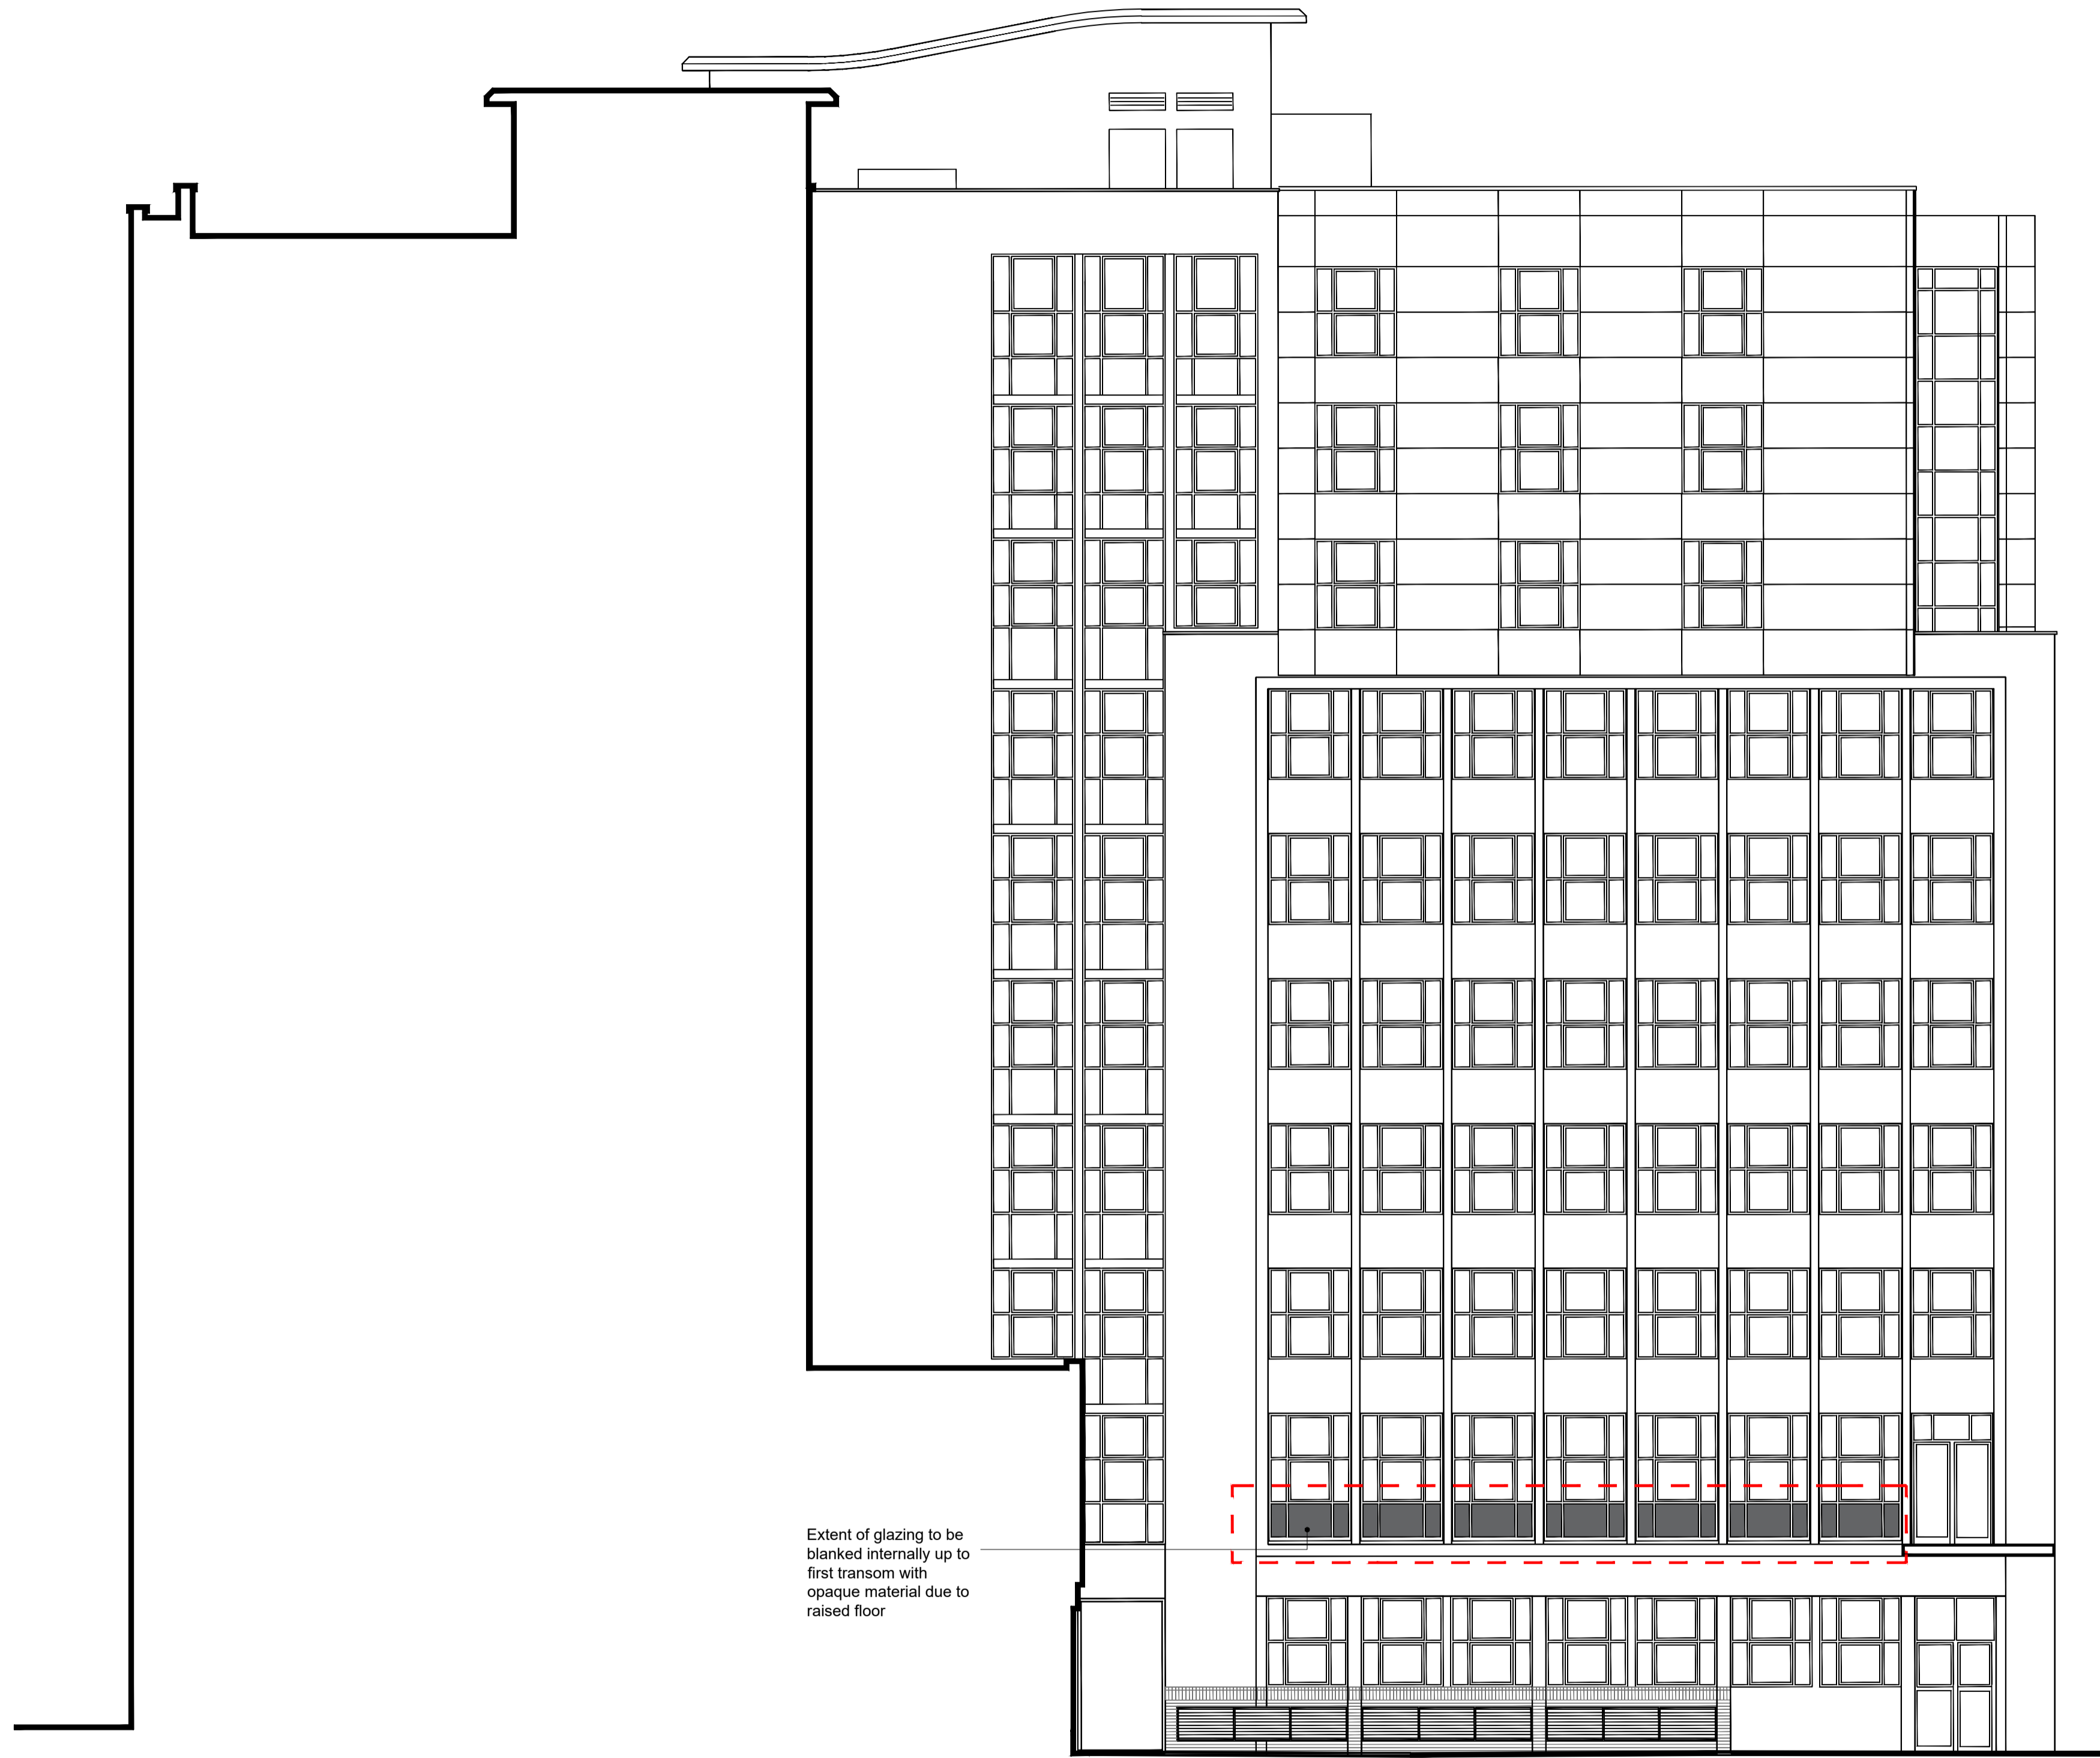 Extent of glazing to be
blanked internally up to
first transom with
opaque material due to
raised floor